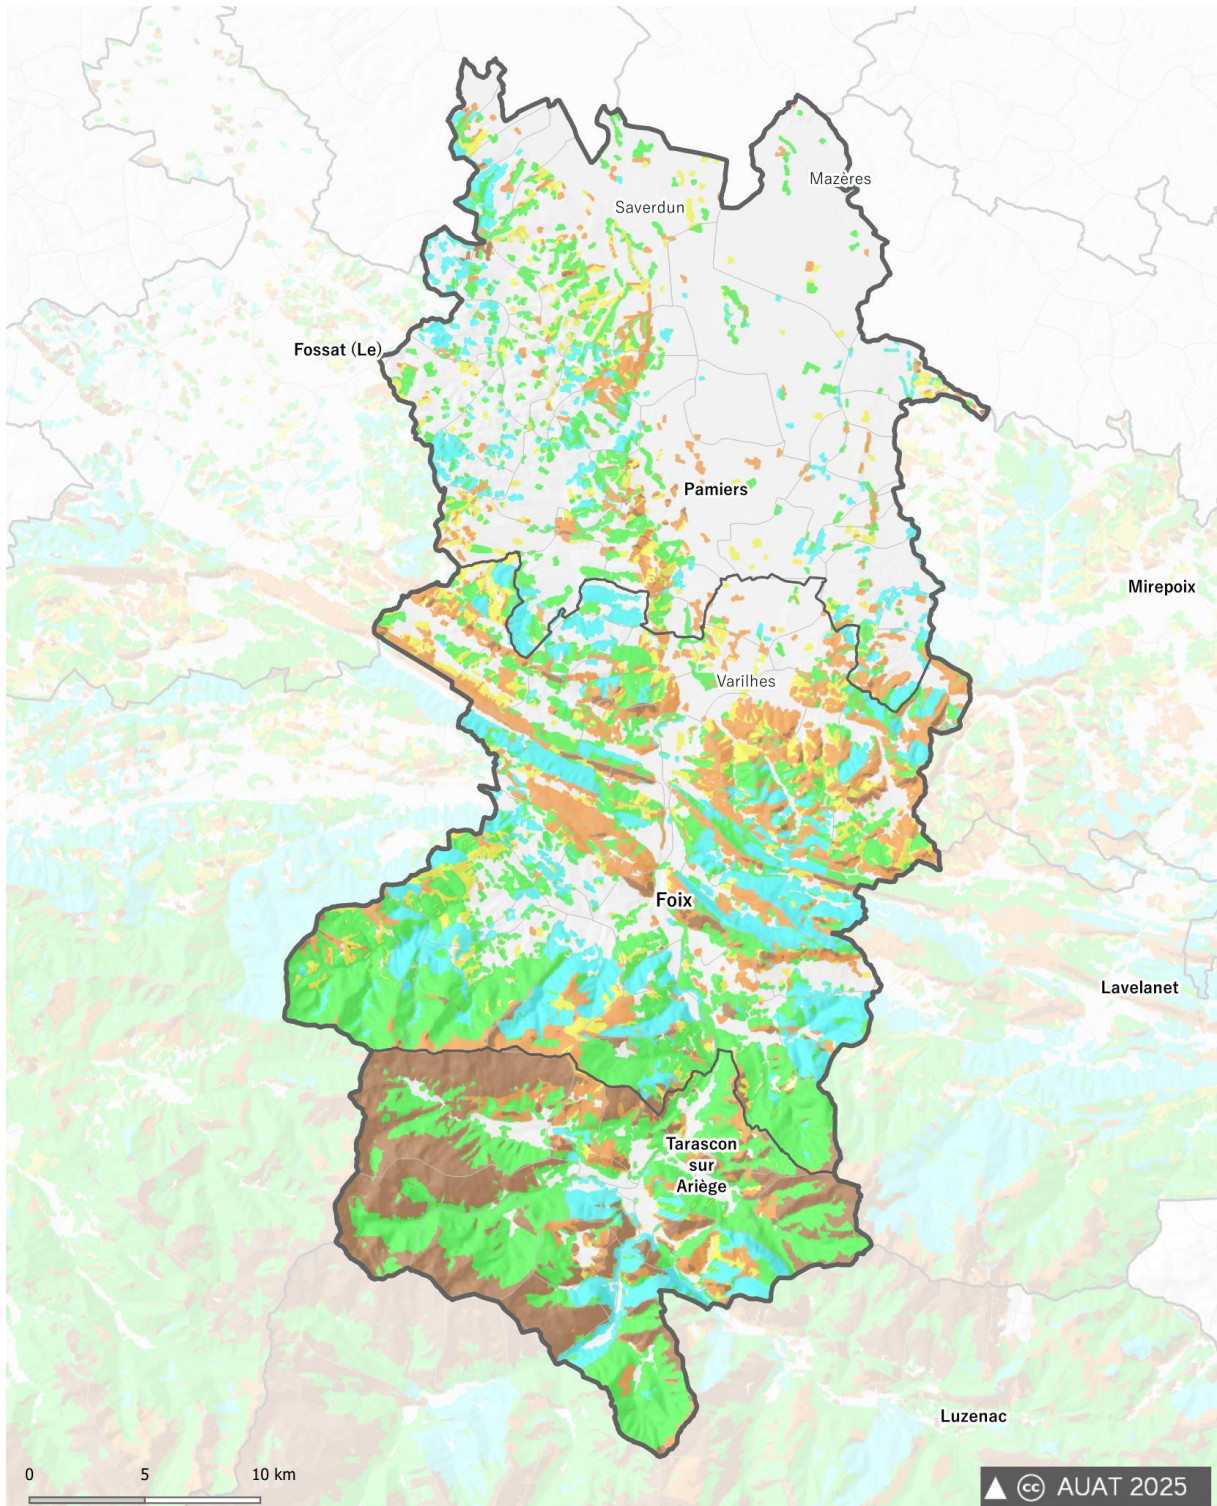 Mazères
Saverdun
Fossat (Le)
Pamiers
Mirepoix
Varilhes
Foix
Lavelanet
Tarascon
sur
Ariège
Luzenac
0 5 10 km
cc AUAT 2025